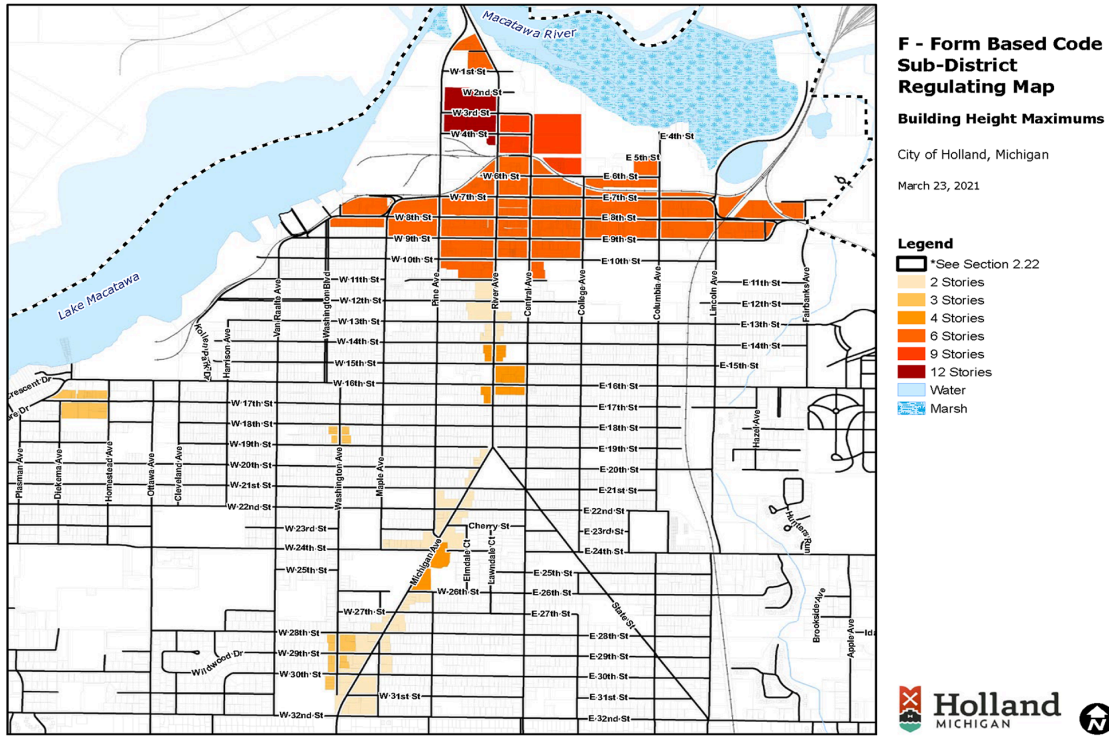 Macatawa River
W 1st St
W 2nd St
W 3rd St
W 4th St
E 4th St
E 5th St
W 6th St
E 6th St
W 7th St
E 7th St
W 8th St
E 8th St
W 9th St
E 9th St
W 10th St
E 10th St
W 11th St
E 11th St
W 12th St
E 12th St
W 13th St
E 13th St
W 14th St
E 14th St
W 15th St
E 15th St
W 16th St
E 16th St
W 17th St
E 17th St
W 18th St
E 18th St
W 19th St
E 19th St
W 20th St
E 20th St
W 21st St
E 21st St
W 22nd St
E 22nd St
W 23rd St
Cherry St
E 23rd St
W 24th St
E 24th St
W 25th St
E 25th St
W 26th St
E 26th St
W 27th St
E 27th St
W 28th St
E 28th St
W 29th St
E 29th St
W 30th St
E 30th St
W 31st St
E 31st St
W 32nd St
E 32nd St
Lake Macatawa
Van Raalte Ave
Washington Blvd
Pine Ave
River Ave
Central Ave
College Ave
Columbia Ave
Lincoln Ave
Fairbanks Ave
Kollen Park Dr
Harrison Ave
Crescent Dr
re Dr
Plasman Ave
Diekema Ave
Homestead Ave
Ottawa Ave
Cleveland Ave
Washington Ave
Maple Ave
Hazel Ave
Hunters Run
Michigan Ave
Elmdale Ct
Lawndale Ct
State St
Wildwood Dr
Brookside Ave
Apple Ave
Ida
F - Form Based Code
Sub-District
Regulating Map
Building Height Maximums
City of Holland, Michigan
March 23, 2021
Legend
*See Section 2.22
2 Stories
3 Stories
4 Stories
6 Stories
9 Stories
12 Stories
Water
Marsh
Holland
MICHIGAN
N